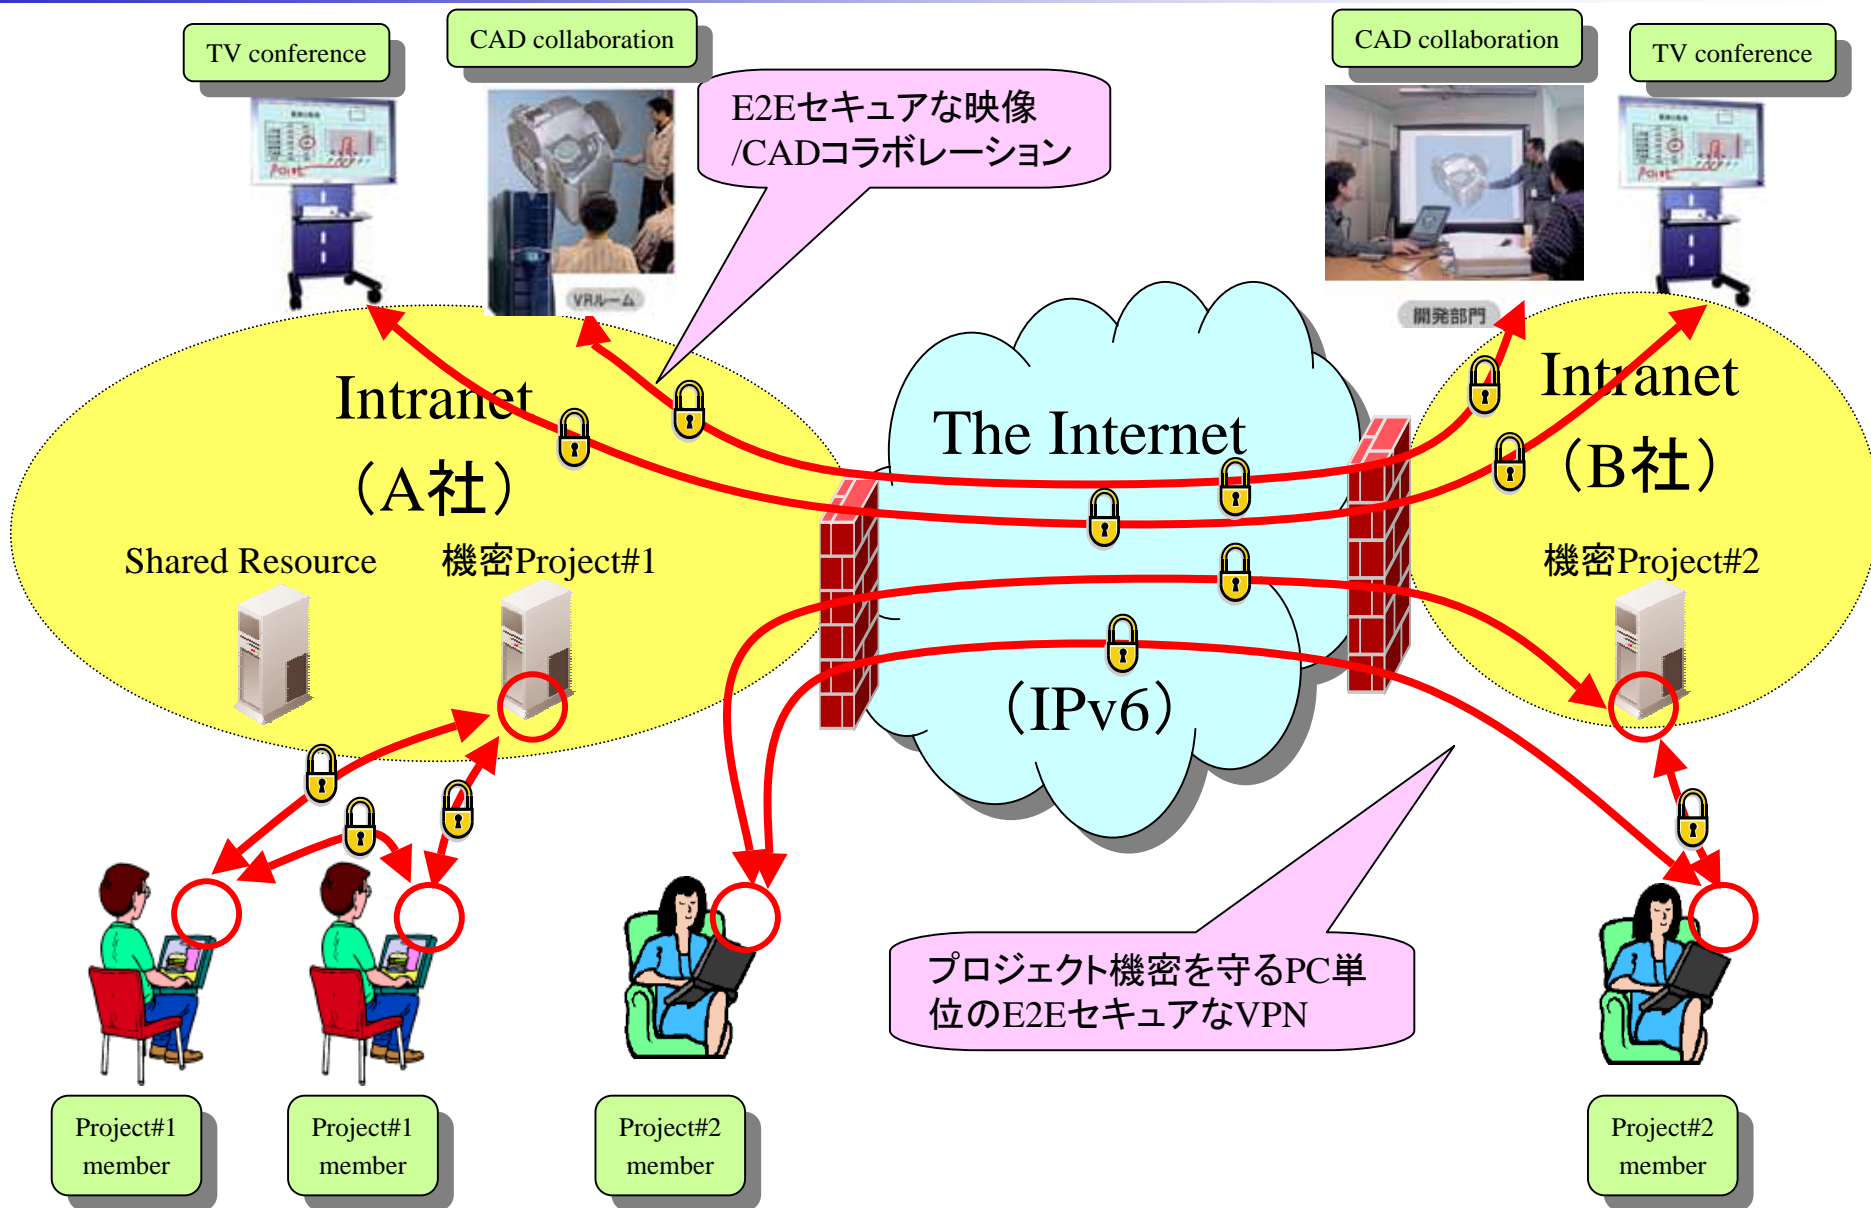 TV conference
CAD collaboration
CAD collaboration
TV conference
E2Eセキュアな映像
/CADコラボレーション
VRルーム
開発部門
Intranet
（A社）
The Internet
（IPv6）
Intranet
（B社）
Shared Resource
機密Project#1
機密Project#2
プロジェクト機密を守るPC単
位のE2EセキュアなVPN
Project#1
member
Project#1
member
Project#2
member
Project#2
member